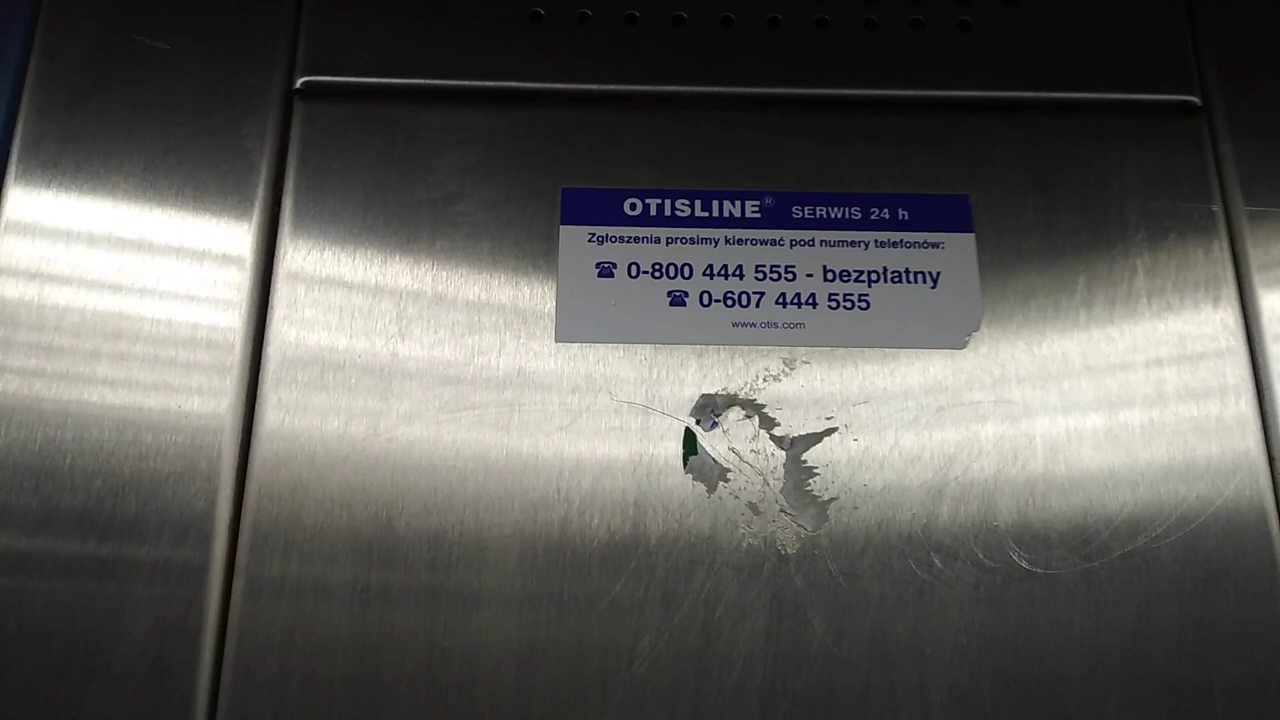 OTISLINE® SERWIS 24 h
Zgłoszenia prosimy kierować pod numery telefonów:
☎ 0-800 444 555 - bezpłatny
☎ 0-607 444 555
www.otis.com